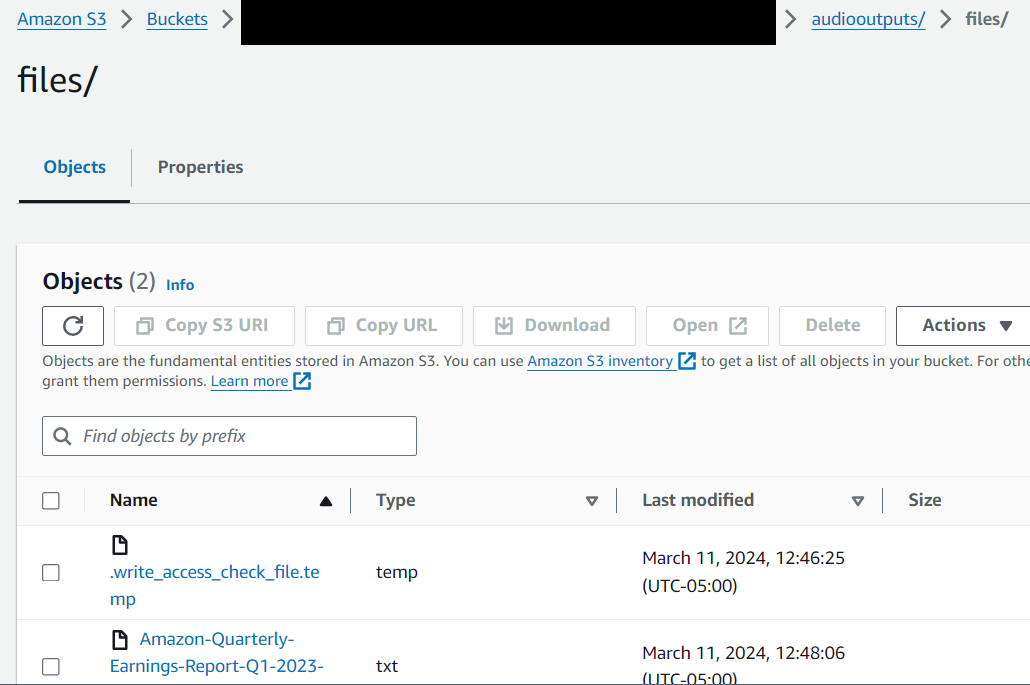 Amazon S3 > Buckets > > audiooutputs/ > files/
files/
Objects Properties
Objects (2) Info
Copy S3 URI Copy URL Download Open Delete Actions
Objects are the fundamental entities stored in Amazon S3. You can use Amazon S3 inventory to get a list of all objects in your bucket. For othe
grant them permissions. Learn more
Find objects by prefix
Name Type Last modified Size
.write_access_check_file.te
mp
temp
March 11, 2024, 12:46:25
(UTC-05:00)
Amazon-Quarterly-
Earnings-Report-Q1-2023-
txt
March 11, 2024, 12:48:06
(UTC-05:00)